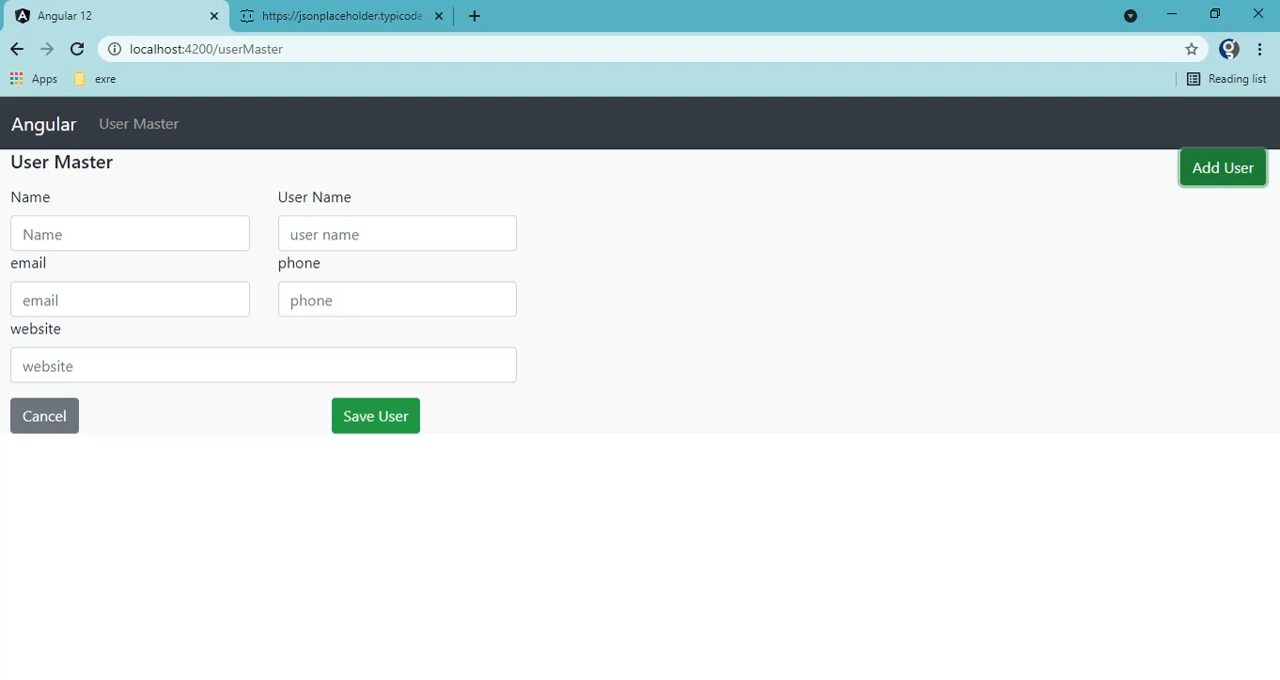 Angular 12
https://jsonplaceholder.typicode.
localhost:4200/userMaster
Apps
exre
Reading list
Angular
User Master
User Master
Add User
Name
User Name
Name
user name
email
phone
email
phone
website
website
Cancel
Save User